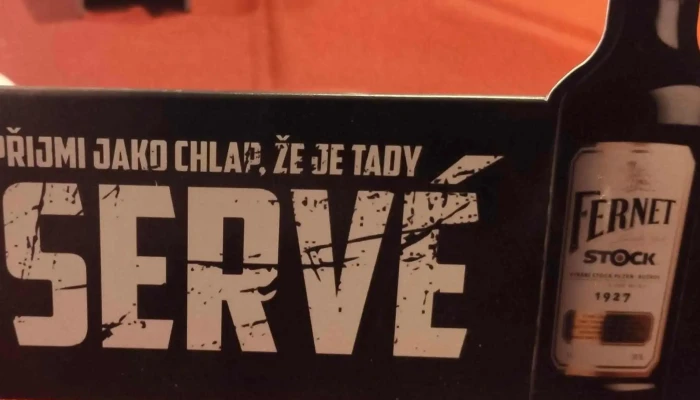 PŘIJMI JAKO CHLAP, ŽE JE TADY
SERVÉ
FERNET
STOCK
1927